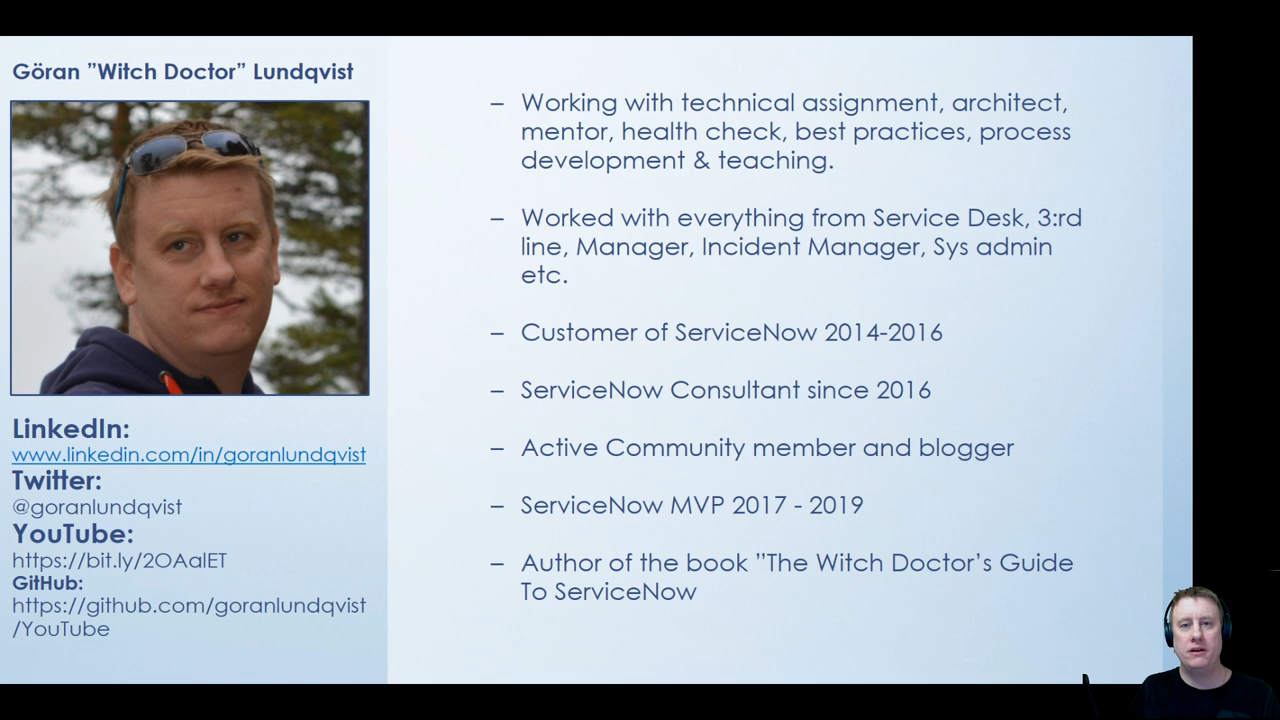 Göran ”Witch Doctor” Lundqvist
LinkedIn:
www.linkedin.com/in/goranlundqvist
Twitter:
@goranlundqvist
YouTube:
https://bit.ly/2OAalET
GitHub:
https://github.com/goranlundqvist
/YouTube
– Working with technical assignment, architect,
mentor, health check, best practices, process
development & teaching.
– Worked with everything from Service Desk, 3:rd
line, Manager, Incident Manager, Sys admin
etc.
– Customer of ServiceNow 2014-2016
– ServiceNow Consultant since 2016
– Active Community member and blogger
– ServiceNow MVP 2017 - 2019
– Author of the book ”The Witch Doctor’s Guide
To ServiceNow